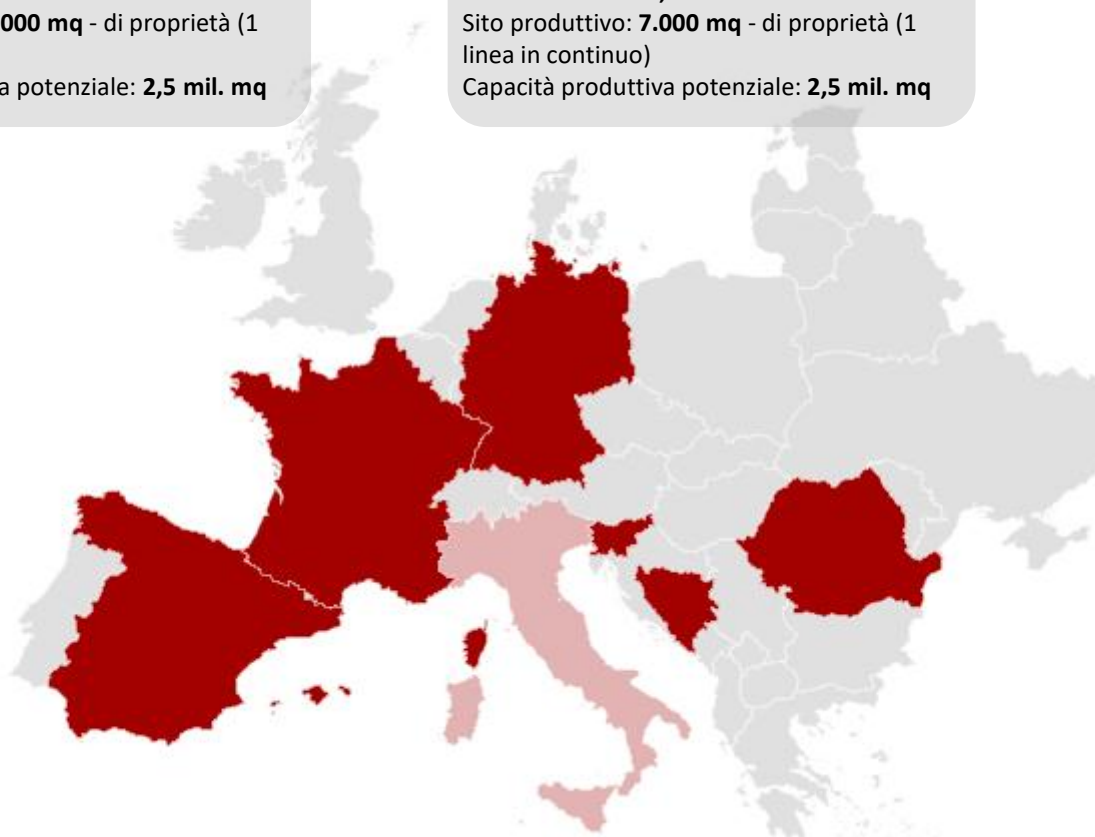 000 mq - di proprietà (1
a potenziale: 2,5 mil. mq
Sito produttivo: 7.000 mq - di proprietà (1
linea in continuo)
Capacità produttiva potenziale: 2,5 mil. mq